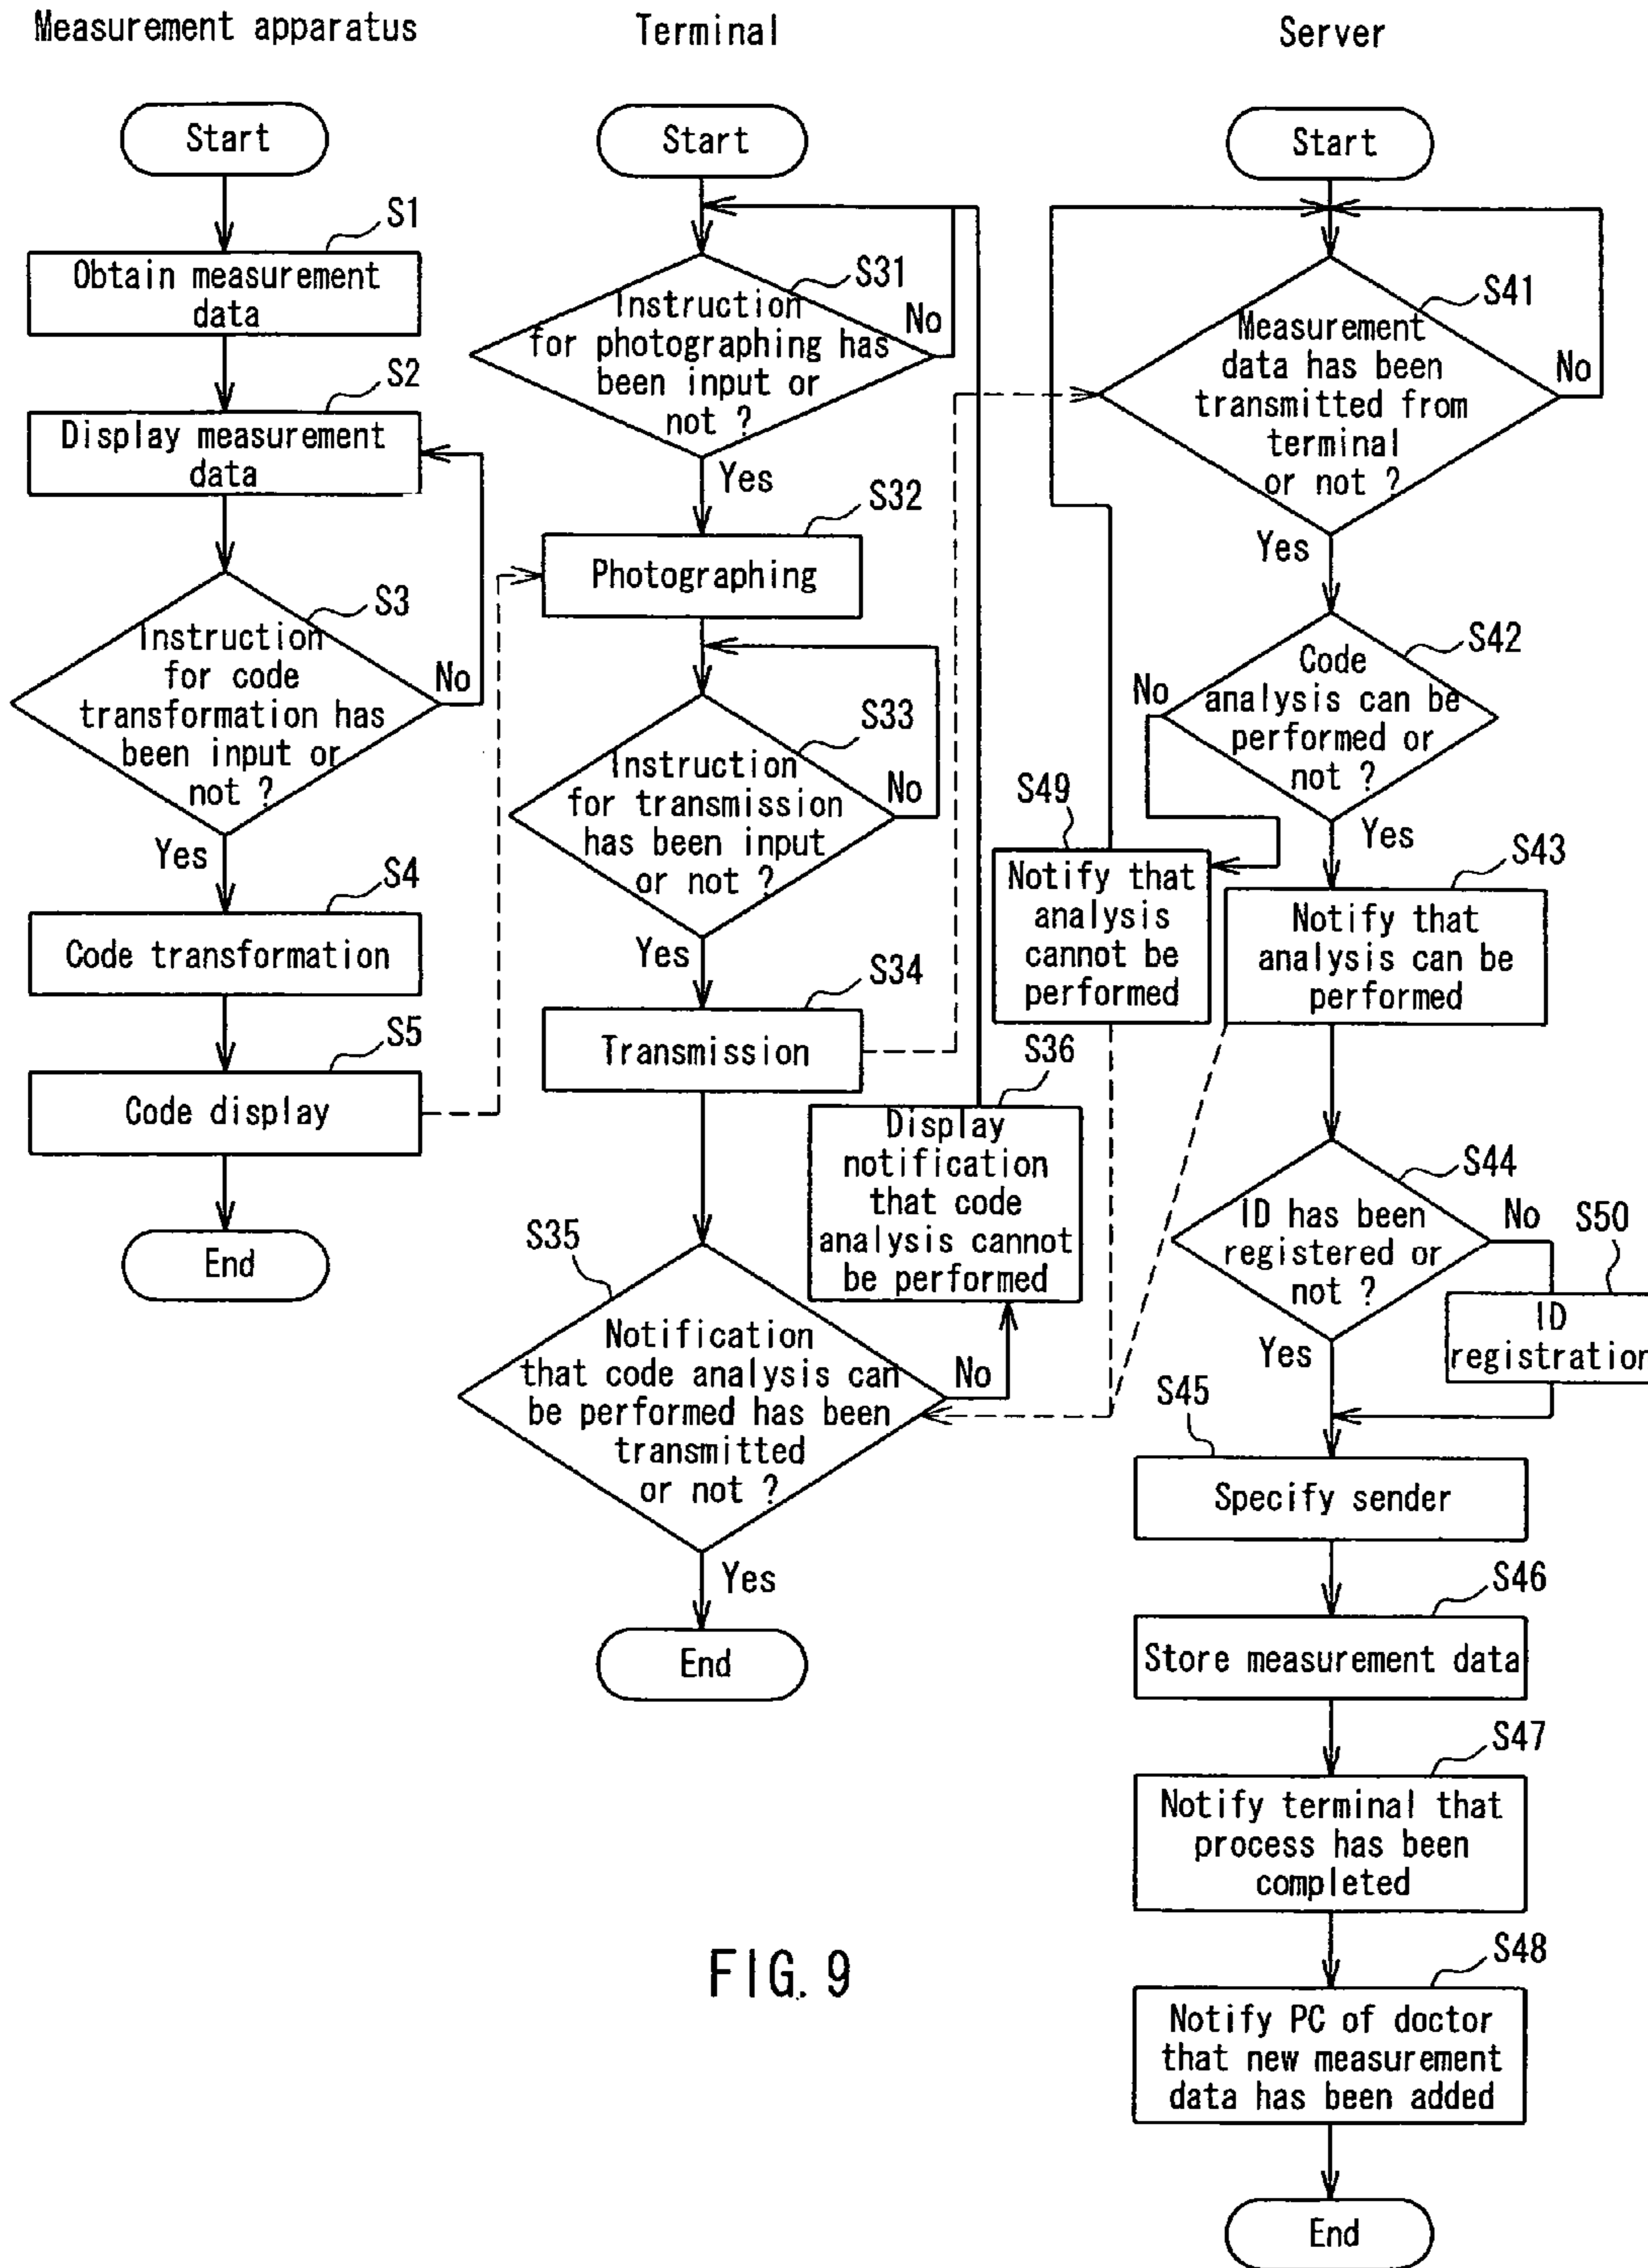 Measurement apparatus
Start
S1
Obtain measurement
data
S2
Display measurement
data
S3
Instruction
for code
transformation has
been input or
not ?
No
Yes
S4
Code transformation
S5
Code display
End
Terminal
Start
S31
Instruction
for photographing has
been input or
not ?
No
Yes
S32
Photographing
S33
Instruction
for transmission
has been input
or not ?
No
Yes
S34
Transmission
S35
Notification
that code analysis can
be performed has been
transmitted
or not ?
No
S36
Display
notification
that code
analysis cannot
be performed
Yes
End
Server
Start
S41
Measurement
data has been
transmitted from
terminal
or not ?
No
Yes
S42
Code
analysis can be
performed or
not ?
No
S49
Notify that
analysis
cannot be
performed
Yes
S43
Notify that
analysis can be
performed
S44
ID has been
registered or
not ?
No
S50
ID
registration
Yes
S45
Specify sender
S46
Store measurement data
S47
Notify terminal that
process has been
completed
S48
Notify PC of doctor
that new measurement
data has been added
End
FIG. 9